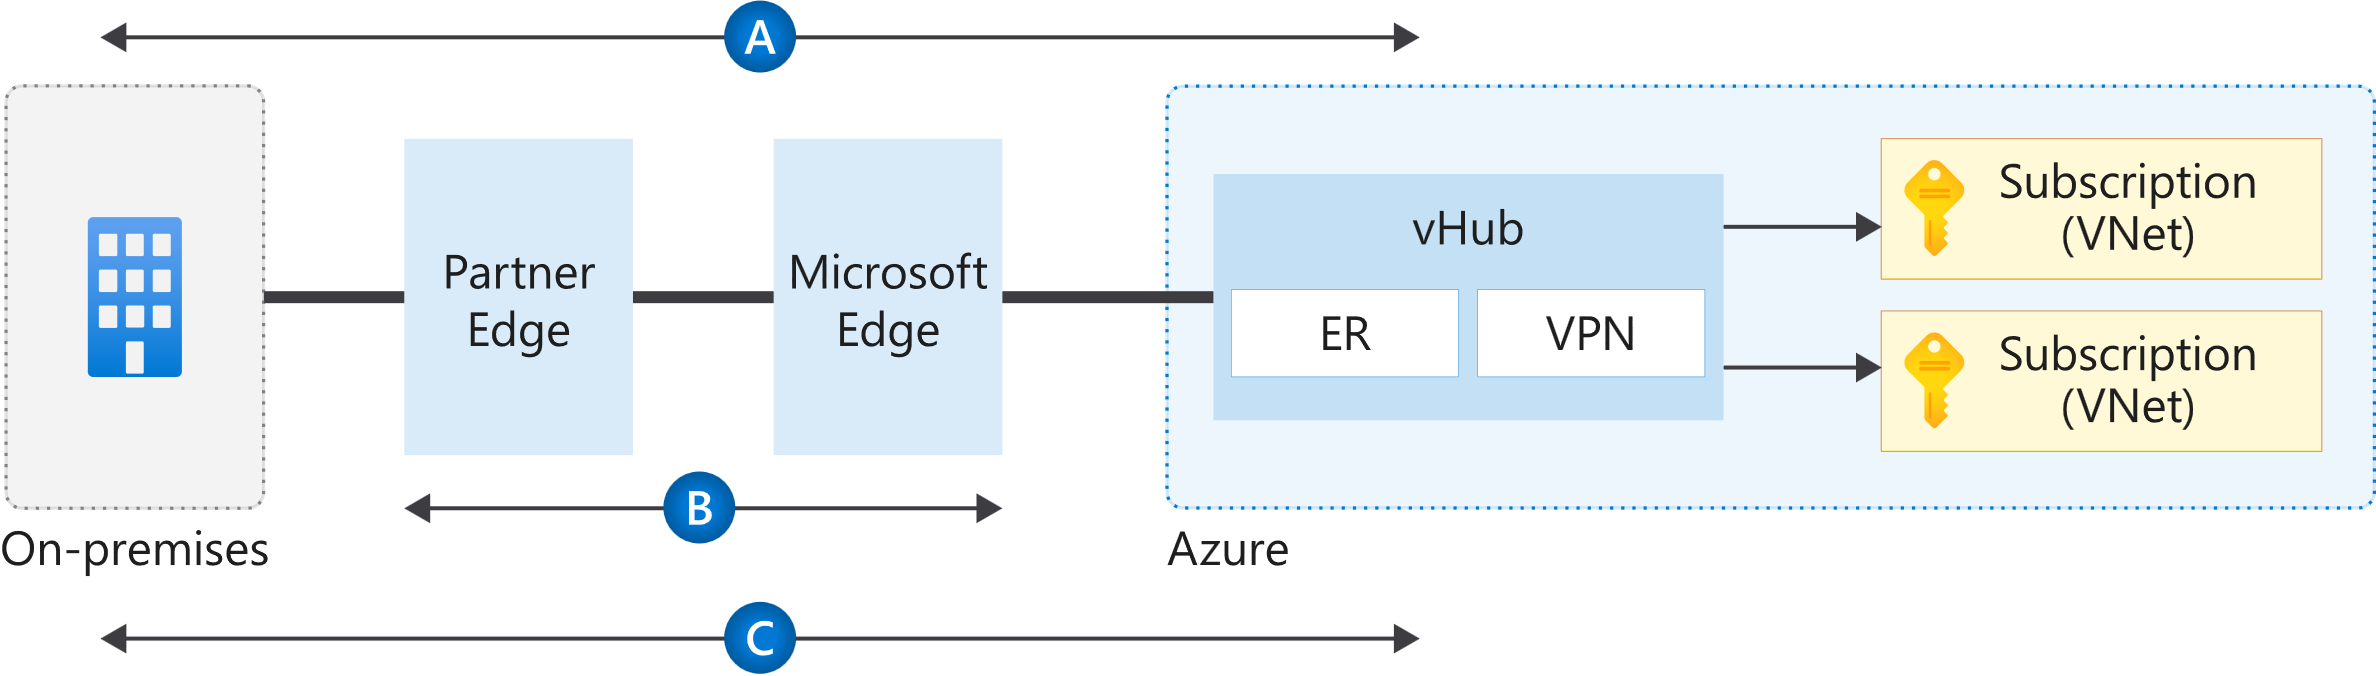 A
Partner
Edge
Microsoft
Edge
vHub
ER
VPN
Subscription
(VNet)
Subscription
(VNet)
B
On-premises
Azure
C